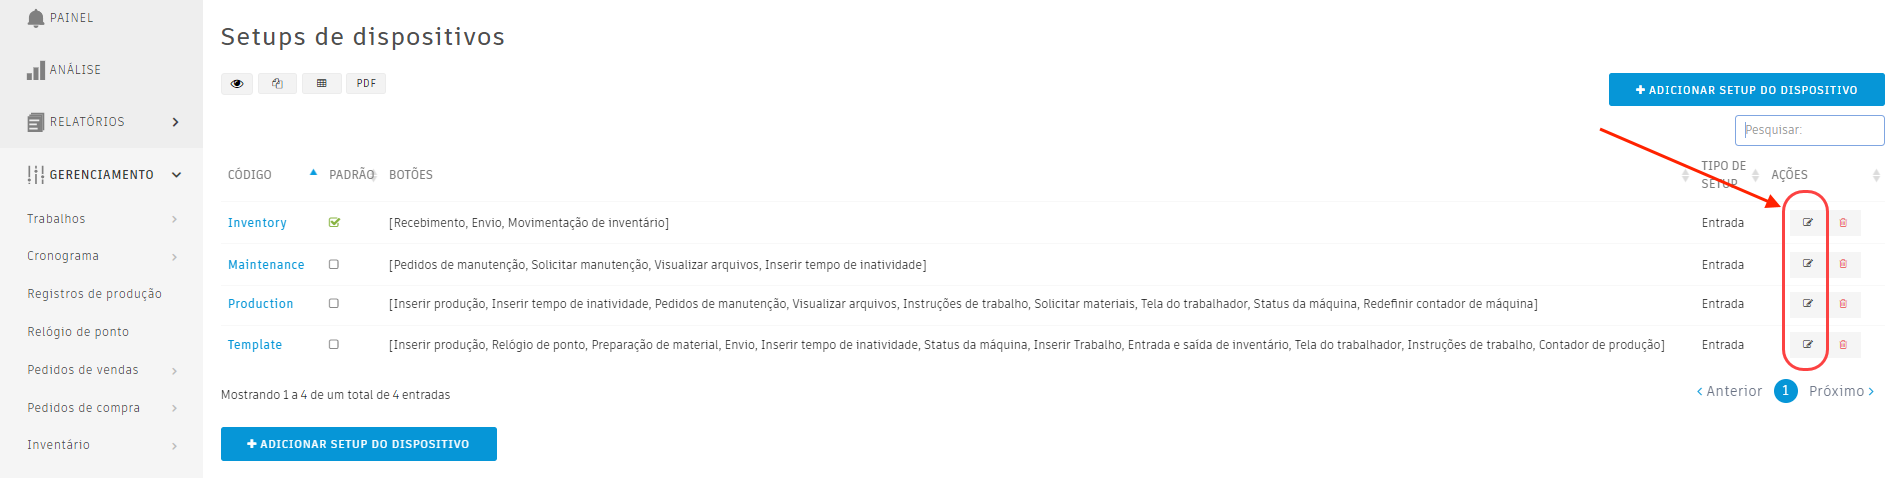 PAINEL
ANÁLISE
RELATÓRIOS
GERENCIAMENTO
Trabalhos
Cronograma
Registros de produção
Relógio de ponto
Pedidos de vendas
Pedidos de compra
Inventário
Setups de dispositivos
PDF
ADICIONAR SETUP DO DISPOSITIVO
Pesquisar:
CÓDIGO PADRÃO BOTÕES TIPO DE SETUP AÇÕES
Inventory [Recebimento, Envio, Movimentação de inventário] Entrada
Maintenance [Pedidos de manutenção, Solicitar manutenção, Visualizar arquivos, Inserir tempo de inatividade] Entrada
Production [Inserir produção, Inserir tempo de inatividade, Pedidos de manutenção, Visualizar arquivos, Instruções de trabalho, Solicitar materiais, Tela do trabalhador, Status da máquina, Redefinir contador de máquina] Entrada
Template [Inserir produção, Relógio de ponto, Preparação de material, Envio, Inserir tempo de inatividade, Status da máquina, Inserir Trabalho, Entrada e saída de inventário, Tela do trabalhador, Instruções de trabalho, Contador de produção] Entrada
Mostrando 1 a 4 de um total de 4 entradas
Anterior 1 Próximo
ADICIONAR SETUP DO DISPOSITIVO